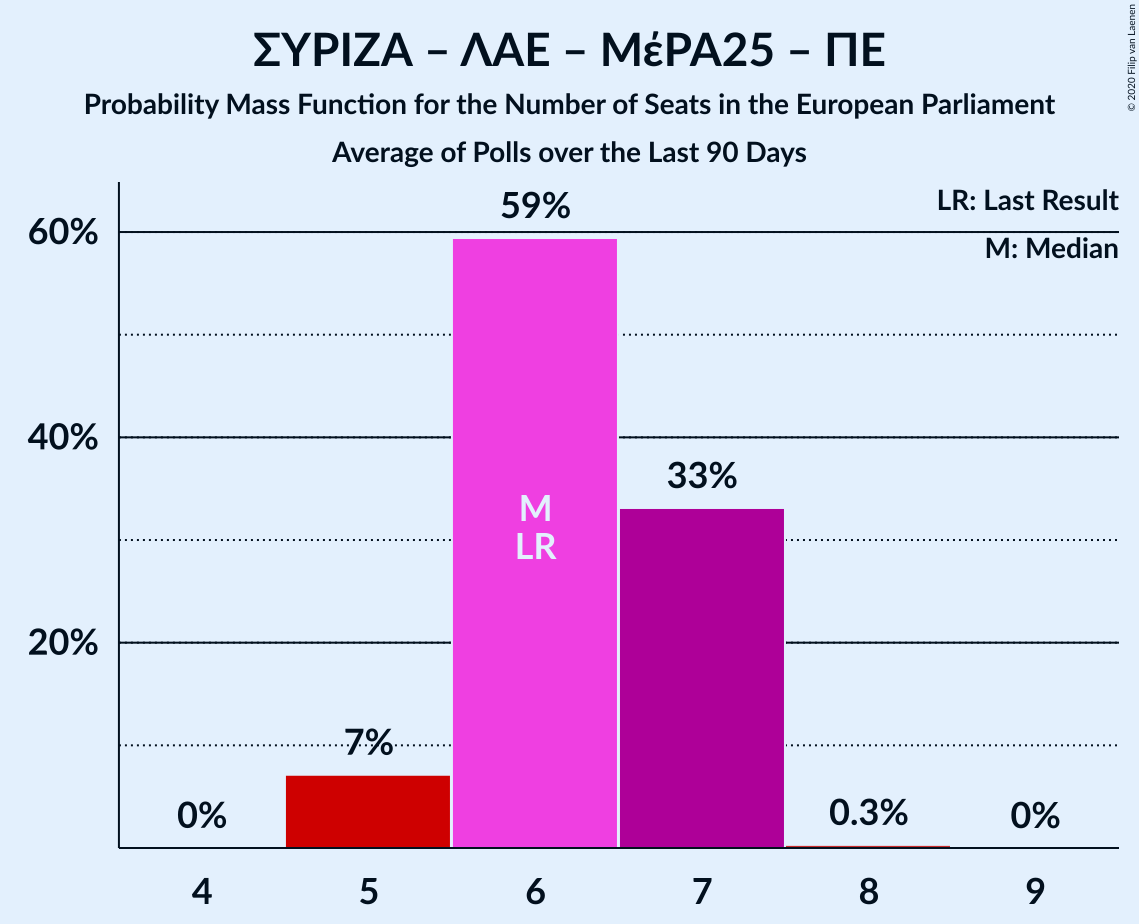 ΣΥΡΙΖΑ – ΛΑΕ – ΜέΡΑ25 – ΠΕ
Probability Mass Function for the Number of Seats in the European Parliament
Average of Polls over the Last 90 Days
© 2020 Filip van Laenen
LR: Last Result
M: Median
60%
40%
20%
0%
7%
59%
M
LR
33%
0.3%
0%
4 5 6 7 8 9